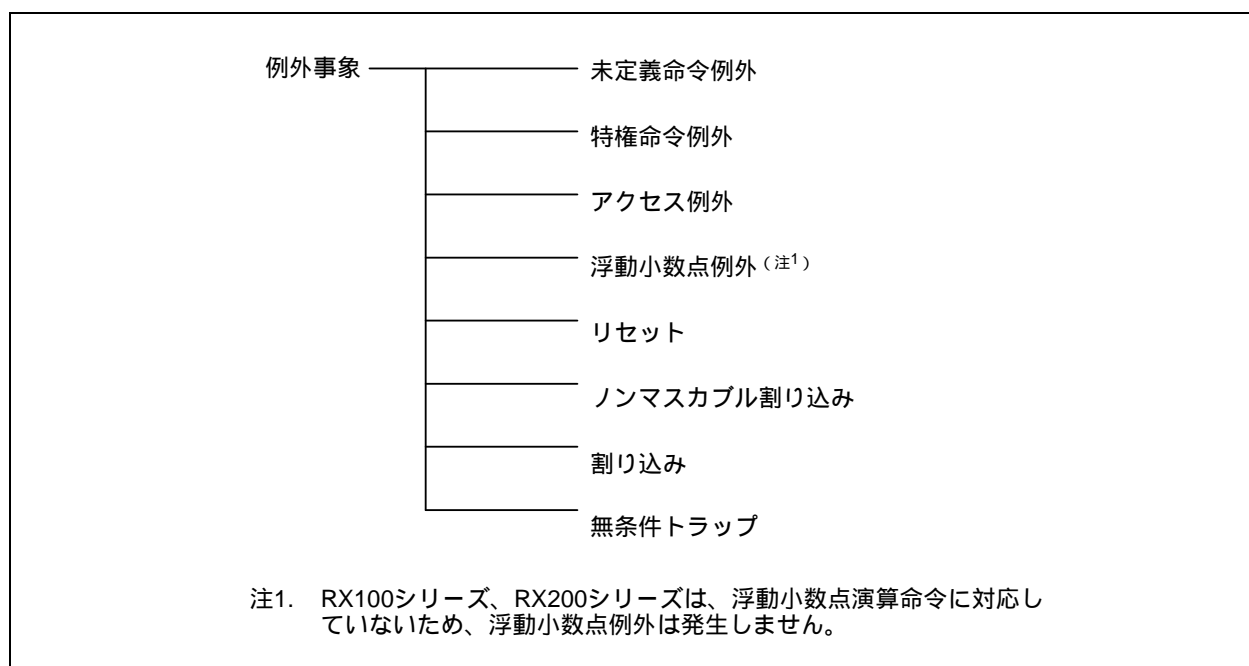 例外事象
未定義命令例外
特権命令例外
アクセス例外
浮動小数点例外（注1）
リセット
ノンマスカブル割り込み
割り込み
無条件トラップ
注1. RX100シリーズ、RX200シリーズは、浮動小数点演算命令に対応し
ていないため、浮動小数点例外は発生しません。